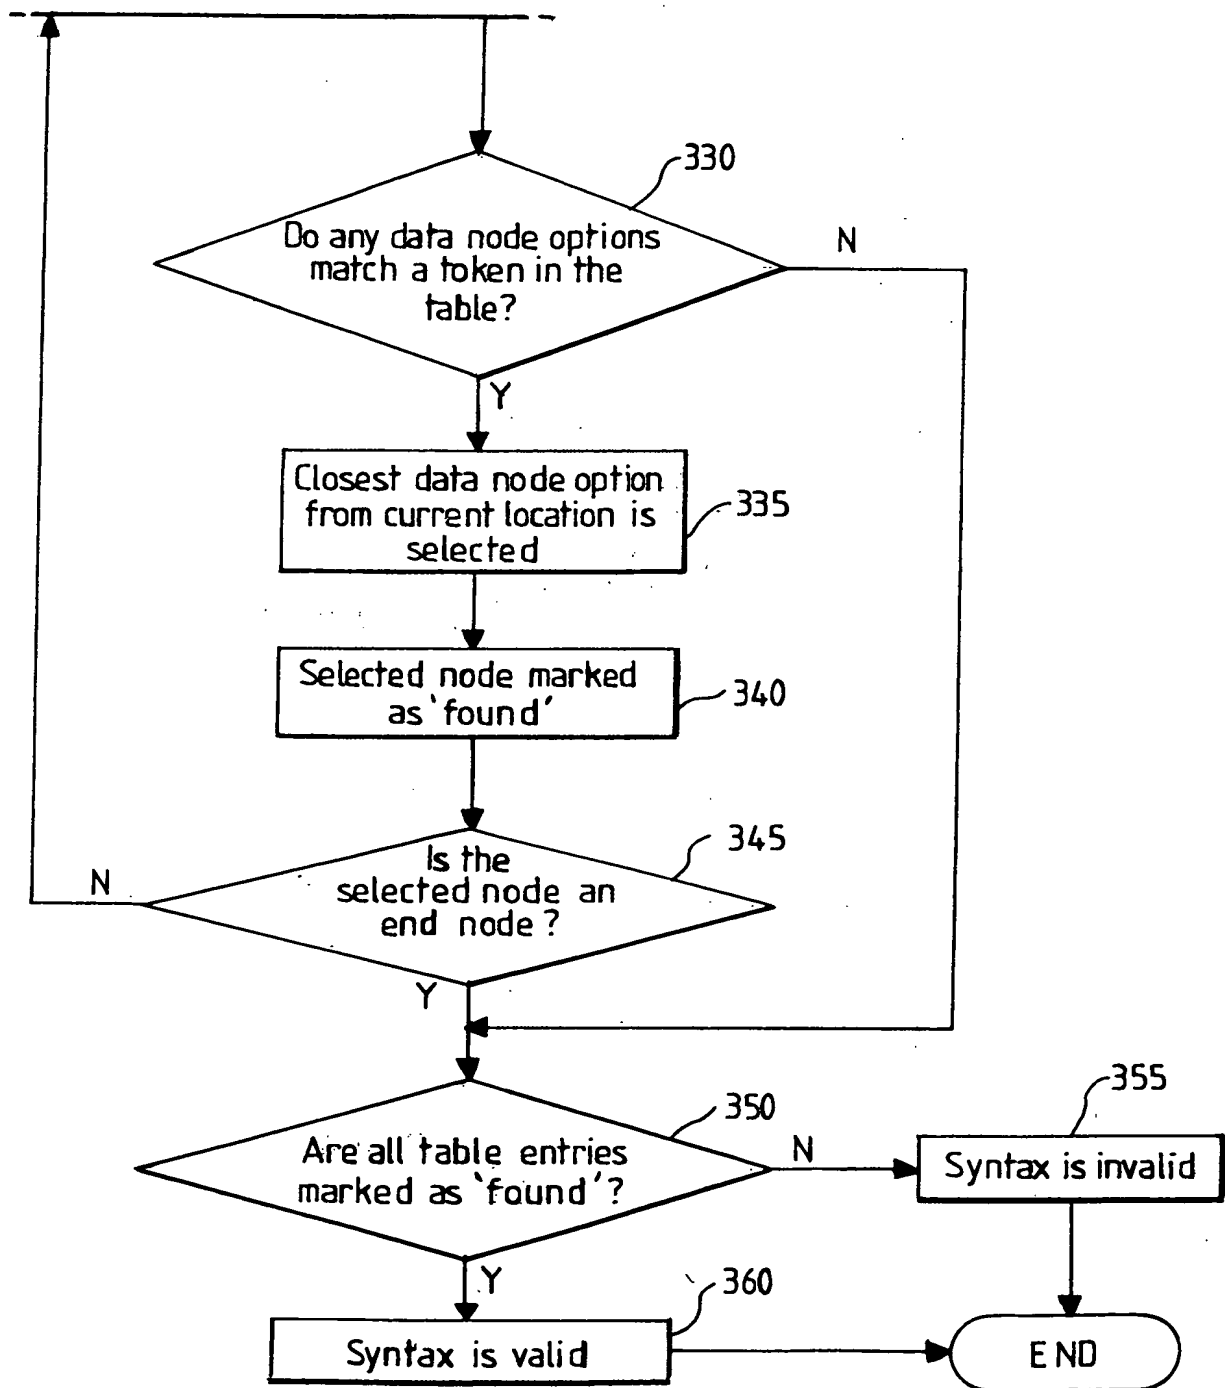 330
Do any data node options
match a token in the
table?
N
Y
Closest data node option
from current location is
selected
335
Selected node marked
as 'found'
340
345
Is the
selected node an
end node?
N
Y
350
Are all table entries
marked as 'found'?
N
355
Syntax is invalid
Y
360
Syntax is valid
END